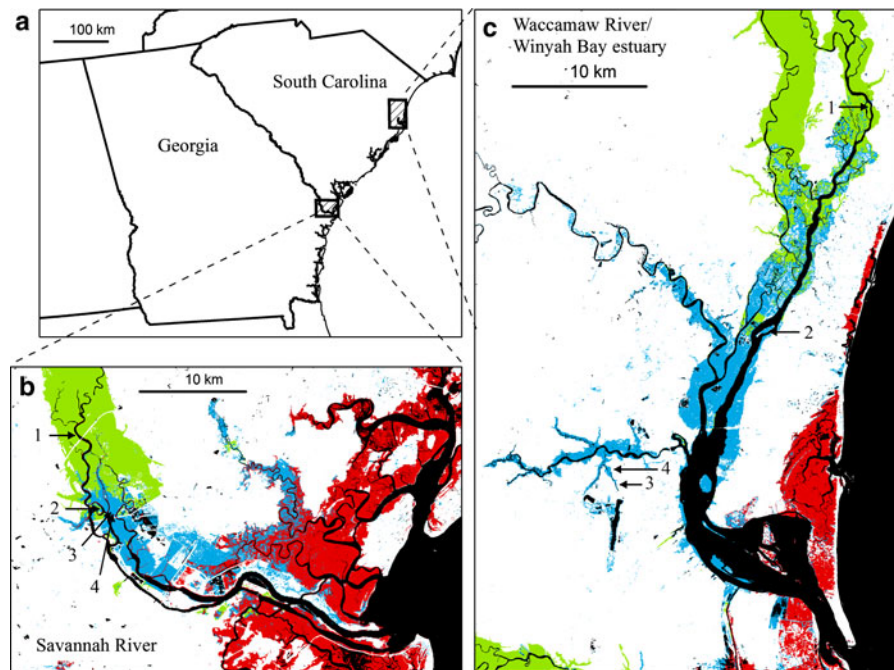 a
100 km
South Carolina
Georgia
b
10 km
1
2
3
4
Savannah River
c
Waccamaw River/
Winyah Bay estuary
10 km
1
2
4
3